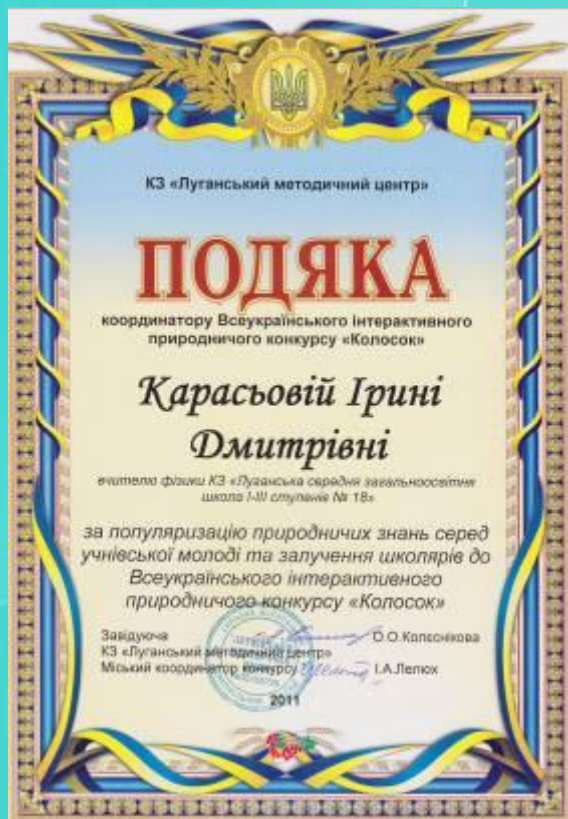 КЗ «Луганський методичний центр»
ПОДЯКА
координатору Всеукраїнського інтерактивного
природничого конкурсу «Колосок»
Карасьовій Ірині
Дмитрівні
вчителю фізики КЗ «Луганська середня загальноосвітня
школа І-ІІІ ступенів № 18»
за популяризацію природничих знань серед
учнівської молоді та залучення школярів до
Всеукраїнського інтерактивного
природничого конкурсу «Колосок»
Завідуюча О.О.Колєснікова
КЗ «Луганський методичний центр»
Міський координатор конкурсу І.А.Лепюх
2011